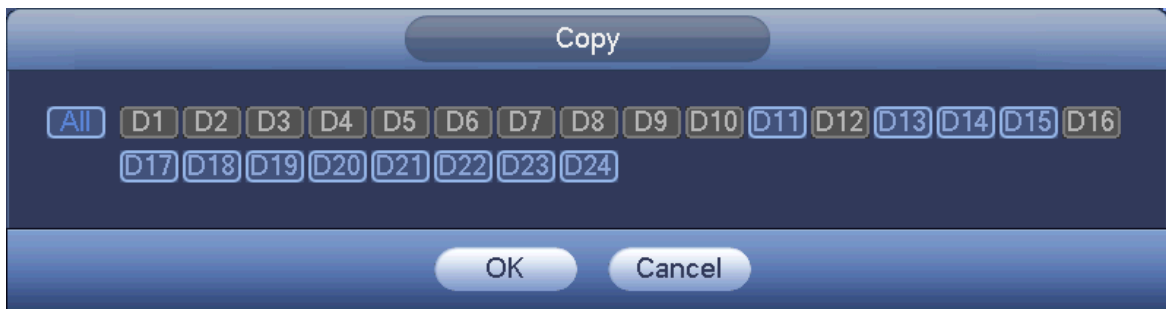 Copy
All D1 D2 D3 D4 D5 D6 D7 D8 D9 D10 D11 D12 D13 D14 D15 D16
D17 D18 D19 D20 D21 D22 D23 D24
OK Cancel